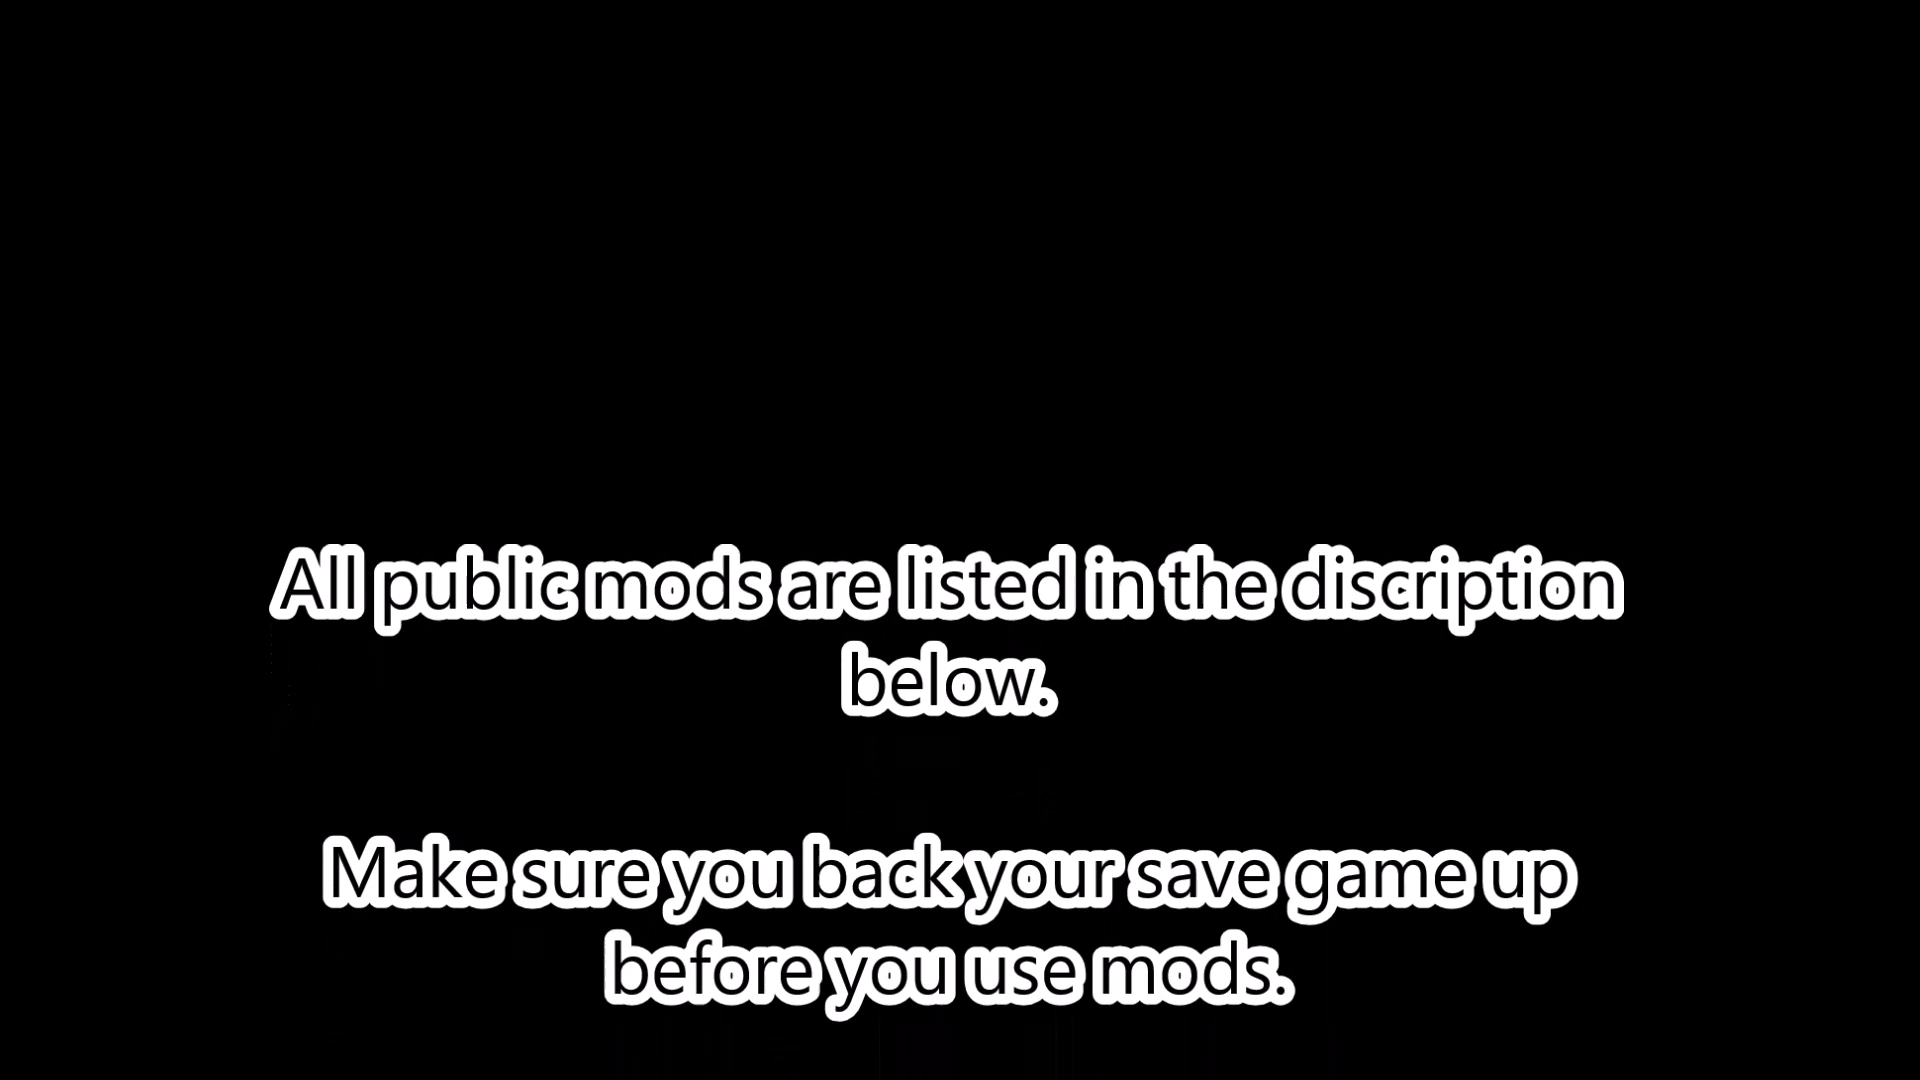 All public mods are listed in the discription
below.
Make sure you back your save game up
before you use mods.